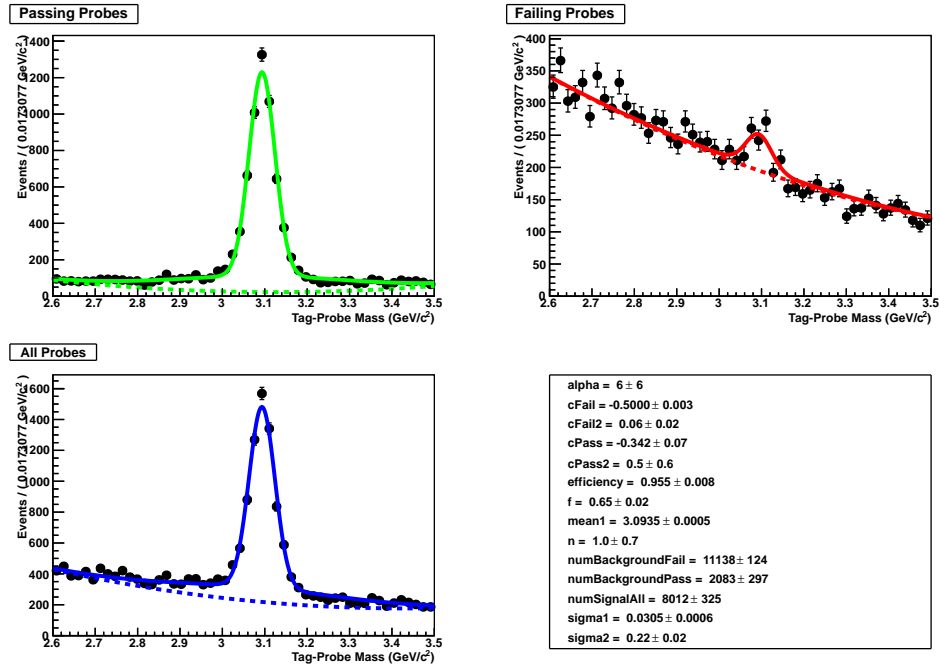 Passing Probes
Events / ( 0.0173077 GeV/c² )
1400
1200
1000
800
600
400
200
0
2.6 2.7 2.8 2.9 3 3.1 3.2 3.3 3.4 3.5
Tag-Probe Mass (GeV/c²)
Failing Probes
Events / ( 0.0173077 GeV/c² )
400
350
300
250
200
150
100
50
0
2.6 2.7 2.8 2.9 3 3.1 3.2 3.3 3.4 3.5
Tag-Probe Mass (GeV/c²)
All Probes
Events / ( 0.0173077 GeV/c² )
1600
1400
1200
1000
800
600
400
200
0
2.6 2.7 2.8 2.9 3 3.1 3.2 3.3 3.4 3.5
Tag-Probe Mass (GeV/c²)
alpha = 6 ± 6
cFail = -0.5000 ± 0.003
cFail2 = 0.06 ± 0.02
cPass = -0.342 ± 0.07
cPass2 = 0.5 ± 0.6
efficiency = 0.955 ± 0.008
f = 0.65 ± 0.02
mean1 = 3.0935 ± 0.0005
n = 1.0 ± 0.7
numBackgroundFail = 11138 ± 124
numBackgroundPass = 2083 ± 297
numSignalAll = 8012 ± 325
sigma1 = 0.0305 ± 0.0006
sigma2 = 0.22 ± 0.02